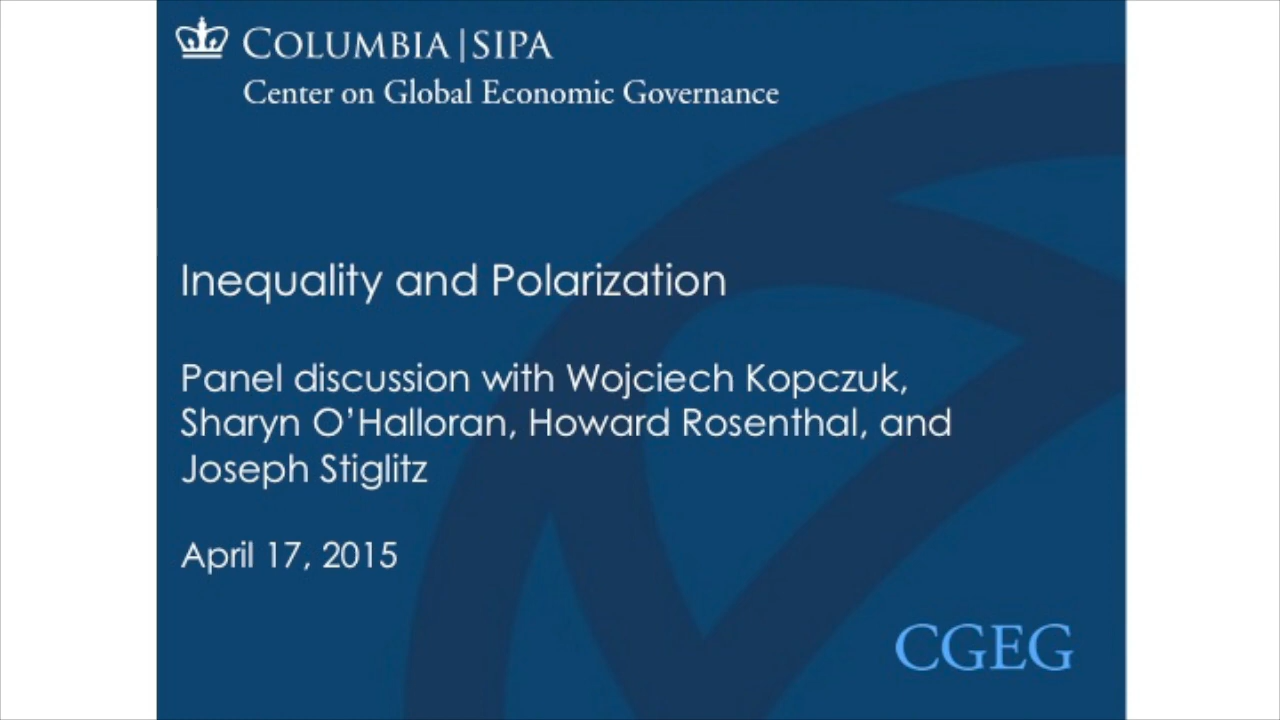 COLUMBIA|SIPA
Center on Global Economic Governance
Inequality and Polarization
Panel discussion with Wojciech Kopczuk,
Sharyn O’Halloran, Howard Rosenthal, and
Joseph Stiglitz
April 17, 2015
CGEG